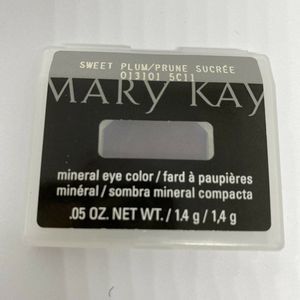 SWEET PLUM/PRUNE SUCRÉE
013101 5C11
MARY KAY
mineral eye color / fard à paupières
minéral / sombra mineral compacta
.05 OZ. NET WT. / 1.4 g / 1,4 g